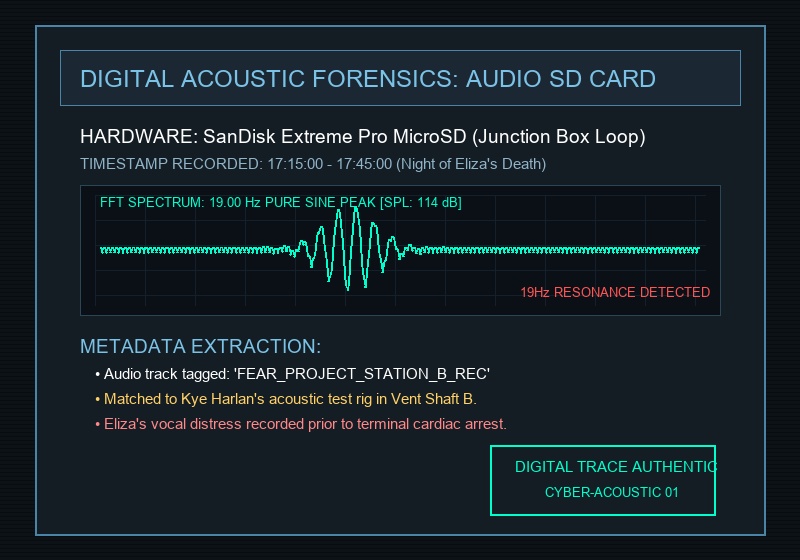 DIGITAL ACOUSTIC FORENSICS: AUDIO SD CARD
HARDWARE: SanDisk Extreme Pro MicroSD (Junction Box Loop)
TIMESTAMP RECORDED: 17:15:00 - 17:45:00 (Night of Eliza's Death)
FFT SPECTRUM: 19.00 Hz PURE SINE PEAK [SPL: 114 dB]
19Hz RESONANCE DETECTED
METADATA EXTRACTION:
• Audio track tagged: 'FEAR_PROJECT_STATION_B_REC'
• Matched to Kye Harlan's acoustic test rig in Vent Shaft B.
• Eliza's vocal distress recorded prior to terminal cardiac arrest.
DIGITAL TRACE AUTHENTIC
CYBER-ACOUSTIC 01